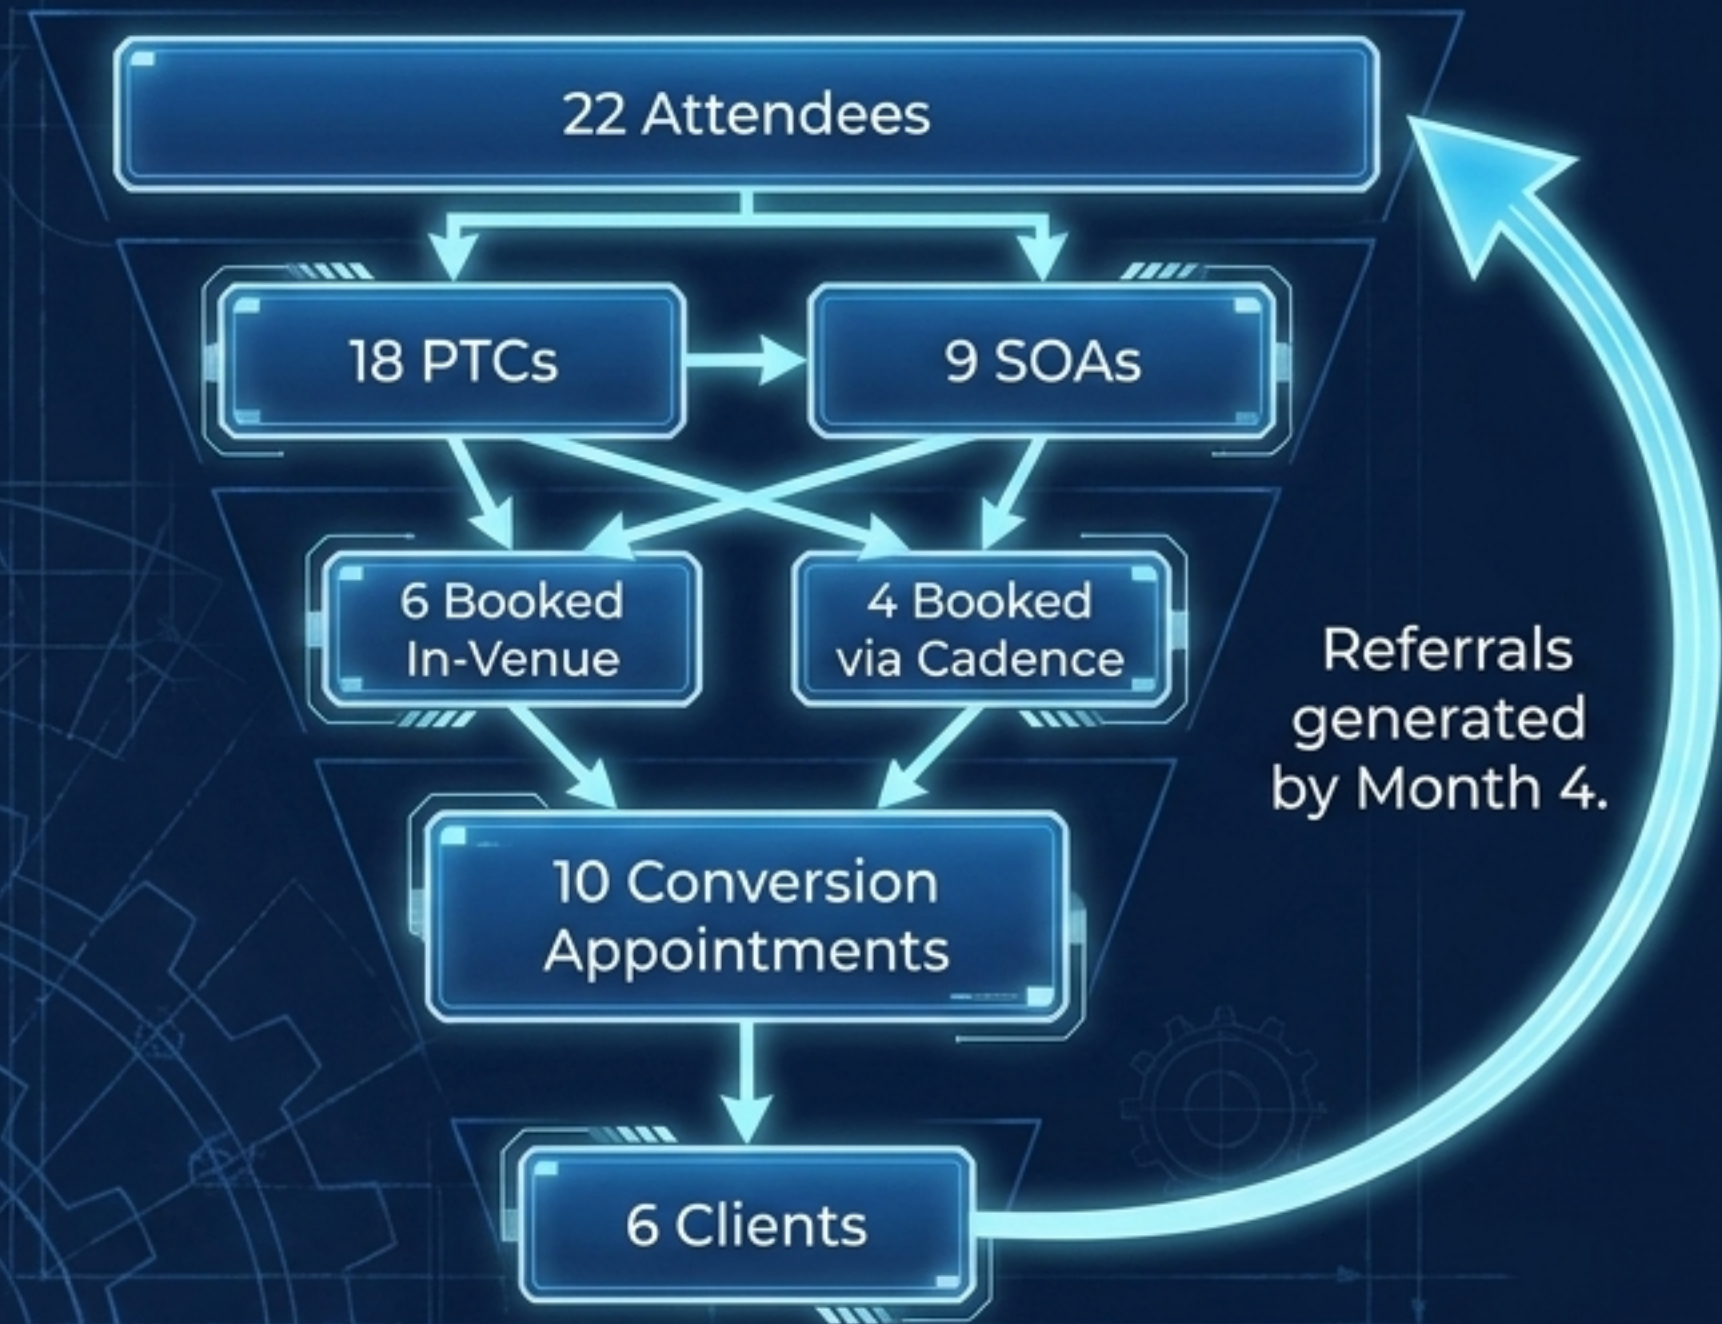 22 Attendees
18 PTCs
9 SOAs
6 Booked
In-Venue
4 Booked
via Cadence
10 Conversion
Appointments
6 Clients
Referrals
generated
by Month 4.